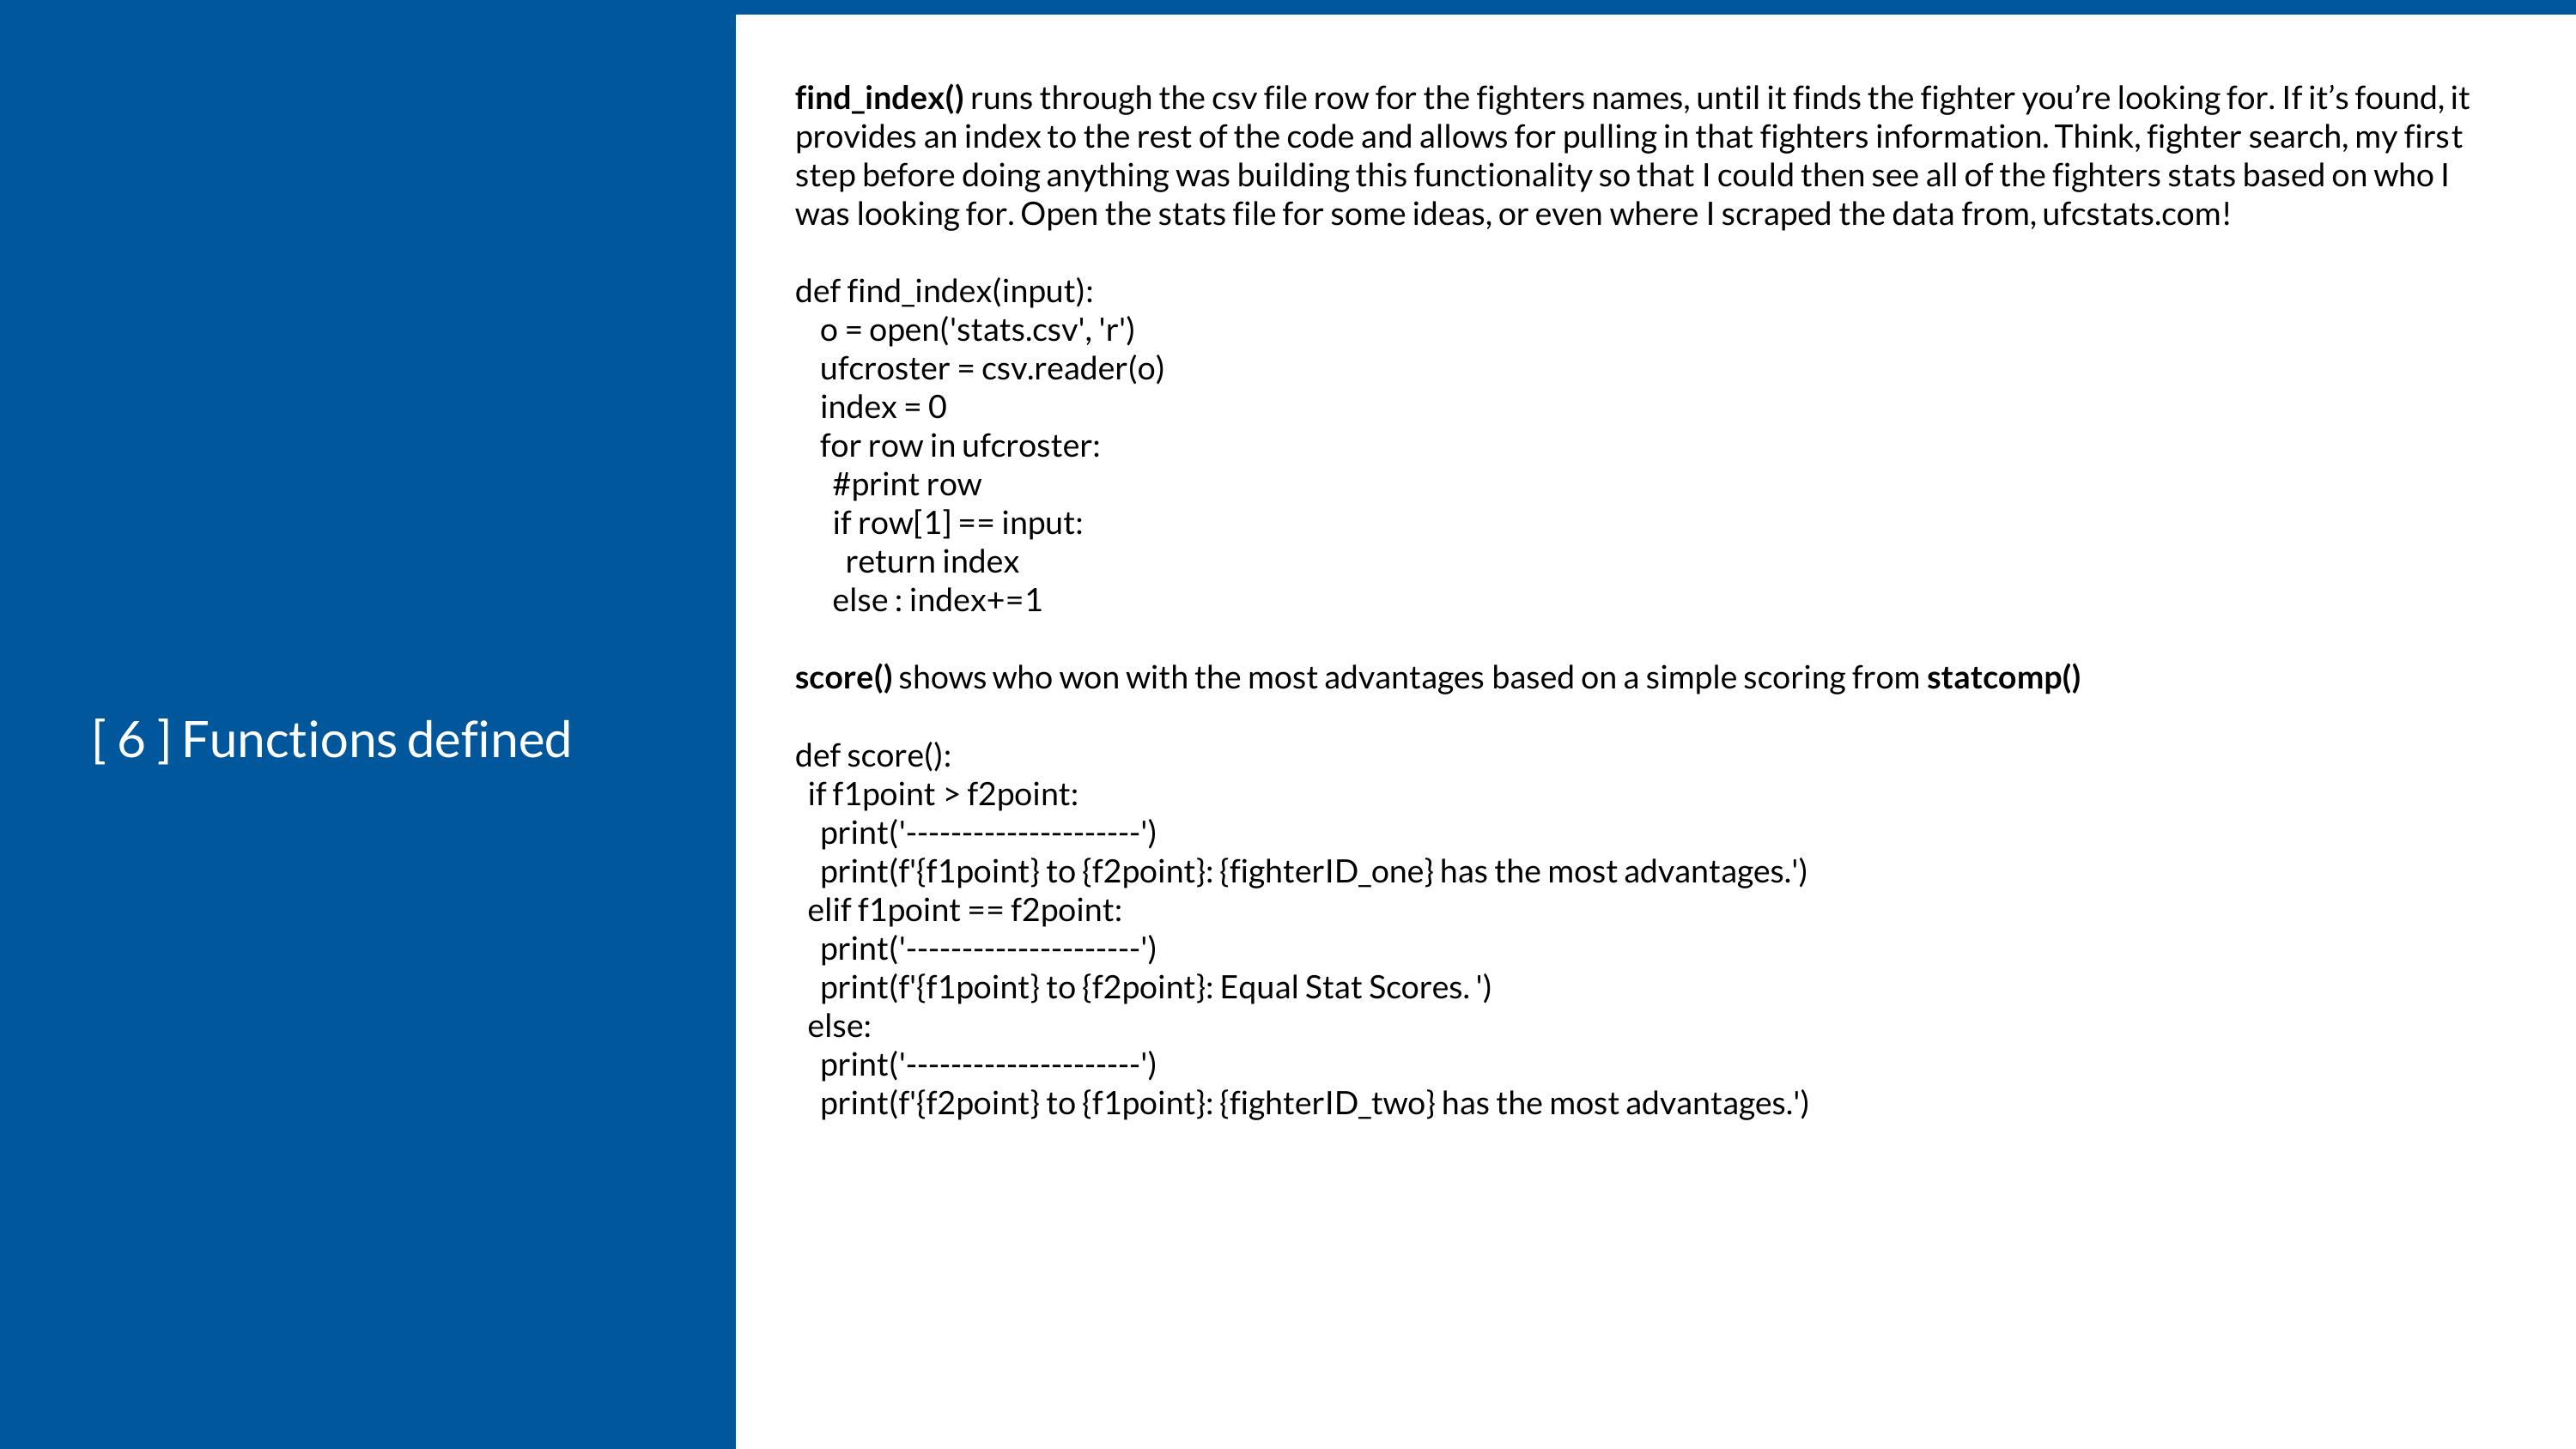 [ 6 ] Functions defined
find_index() runs through the csv file row for the fighters names, until it finds the fighter you’re looking for. If it’s found, it
provides an index to the rest of the code and allows for pulling in that fighters information. Think, fighter search, my first
step before doing anything was building this functionality so that I could then see all of the fighters stats based on who I
was looking for. Open the stats file for some ideas, or even where I scraped the data from, ufcstats.com!
def find_index(input):
    o = open('stats.csv', 'r')
    ufcroster = csv.reader(o)
    index = 0
    for row in ufcroster:
      #print row
      if row[1] == input:
        return index
      else : index+=1
score() shows who won with the most advantages based on a simple scoring from statcomp()
def score():
  if f1point > f2point:
    print('---------------------')
    print(f'{f1point} to {f2point}: {fighterID_one} has the most advantages.')
  elif f1point == f2point:
    print('---------------------')
    print(f'{f1point} to {f2point}: Equal Stat Scores. ')
  else:
    print('---------------------')
    print(f'{f2point} to {f1point}: {fighterID_two} has the most advantages.')